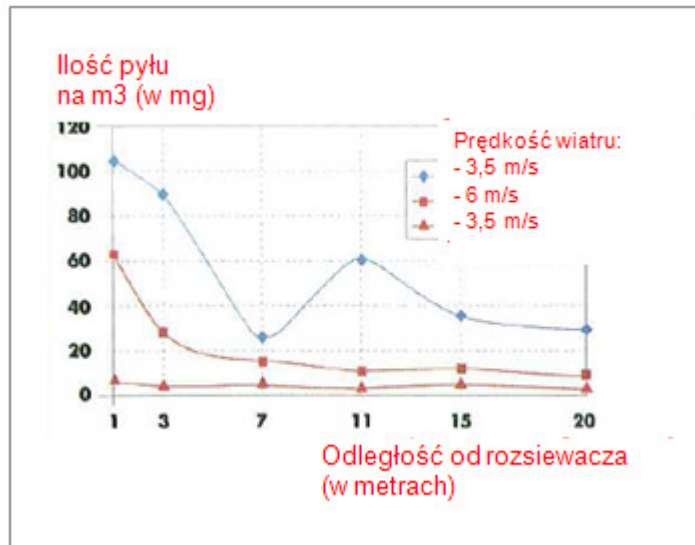 Ilość pyłu
na m3 (w mg)
120
100
80
60
40
20
0
Prędkość wiatru:
- 3,5 m/s
- 6 m/s
- 3,5 m/s
1 3 7 11 15 20
Odległość od rozsiewacza
(w metrach)